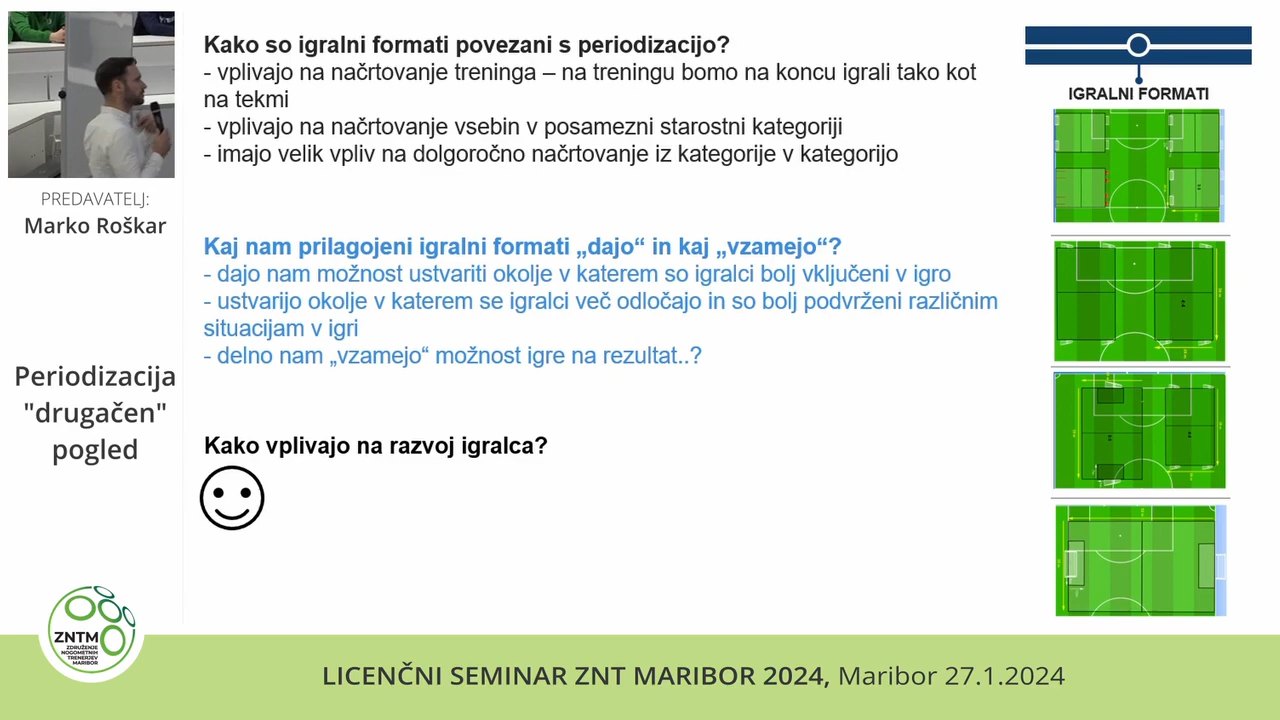 Kako so igralni formati povezani s periodizacijo?
- vplivajo na načrtovanje treninga – na treningu bomo na koncu igrali tako kot
na tekmi
- vplivajo na načrtovanje vsebin v posamezni starostni kategoriji
- imajo velik vpliv na dolgoročno načrtovanje iz kategorije v kategorijo
IGRALNI FORMATI
PREDAVATELJ:
Marko Roškar
Kaj nam prilagojeni igralni formati „dajo“ in kaj „vzamejo“?
- dajo nam možnost ustvariti okolje v katerem so igralci bolj vključeni v igro
- ustvarijo okolje v katerem se igralci več odločajo in so bolj podvrženi različnim
situacijam v igri
- delno nam „vzamejo“ možnost igre na rezultat..?
Periodizacija
"drugačen"
pogled
Kako vplivajo na razvoj igralca?
ZNTM
ZDRUŽENJE
NOGOMETNIH
TRENERJEV
MARIBOR
LICENČNI SEMINAR ZNT MARIBOR 2024, Maribor 27.1.2024